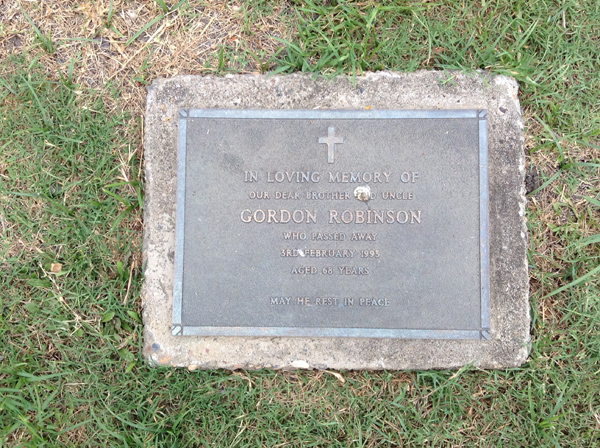 IN LOVING MEMORY OF
OUR DEAR BROTHER AND UNCLE
GORDON ROBINSON
WHO PASSED AWAY
3RD FEBRUARY 1995
AGED 68 YEARS
MAY HE REST IN PEACE